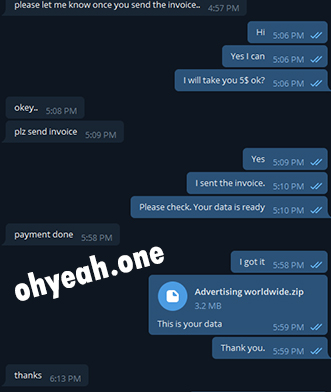 please let me know once you send the invoice.. 4:57 PM
Hi 5:06 PM
Yes I can 5:06 PM
I will take you 5$ ok? 5:06 PM
okey.. 5:08 PM
plz send invoice 5:09 PM
Yes 5:09 PM
I sent the invoice. 5:10 PM
Please check. Your data is ready 5:10 PM
payment done 5:58 PM
I got it 5:58 PM
ohyeah.one
Advertising worldwide.zip
3.2 MB
This is your data 5:59 PM
Thank you. 5:59 PM
thanks 6:13 PM